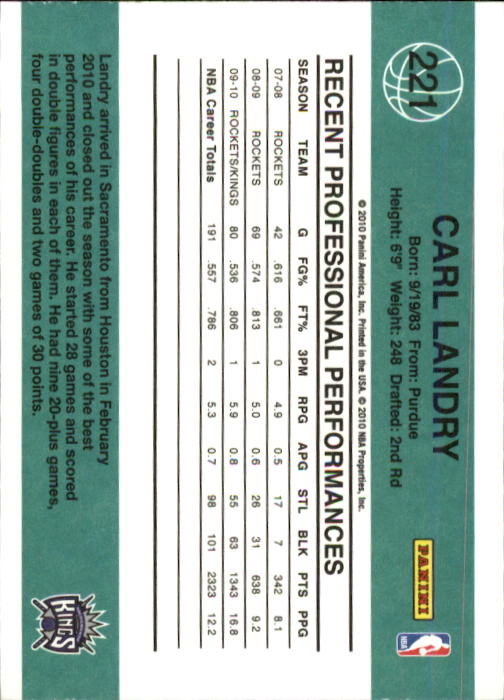 221
CARL LANDRY
Born: 9/19/83 From: Purdue
Height: 6'9" Weight: 248 Drafted: 2nd Rd
PANINI
NBA
© 2010 Panini America, Inc. Printed in the USA. © 2010 NBA Properties, Inc.
RECENT PROFESSIONAL PERFORMANCES
SEASON TEAM G FG% FT% 3PM RPG APG STL BLK PTS PPG
07-08 ROCKETS 42 .616 .661 0 4.9 0.5 17 7 342 8.1
08-09 ROCKETS 69 .574 .813 1 5.0 0.6 26 31 638 9.2
09-10 ROCKETS/KINGS 80 .536 .806 1 5.9 0.8 55 63 1343 16.8
NBA Career Totals 191 .557 .786 2 5.3 0.7 98 101 2323 12.2
Landry arrived in Sacramento from Houston in February
2010 and closed out the season with some of the best
performances of his career. He started 28 games and scored
in double figures in each of them. He had nine 20-plus games,
four double-doubles and two games of 30 points.
KINGS